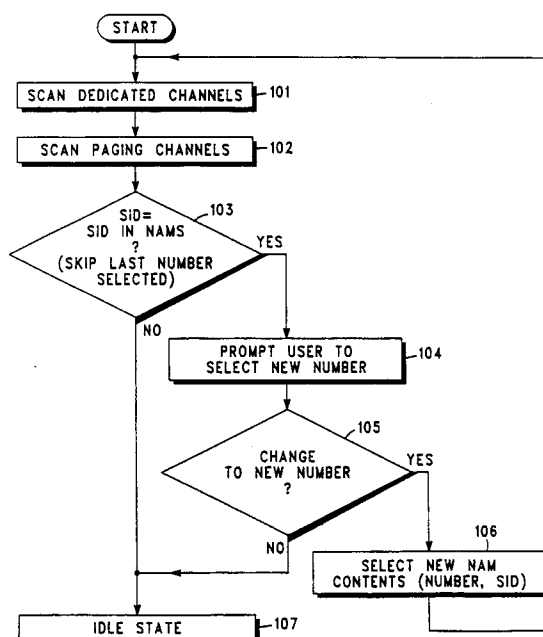 START
SCAN DEDICATED CHANNELS
101
SCAN PAGING CHANNELS
102
SID=
SID IN NAMS
?
(SKIP LAST NUMBER
SELECTED)
103
YES
NO
PROMPT USER TO
SELECT NEW NUMBER
104
CHANGE
TO NEW NUMBER
?
105
YES
NO
106
SELECT NEW NAM
CONTENTS (NUMBER, SID)
IDLE STATE
107